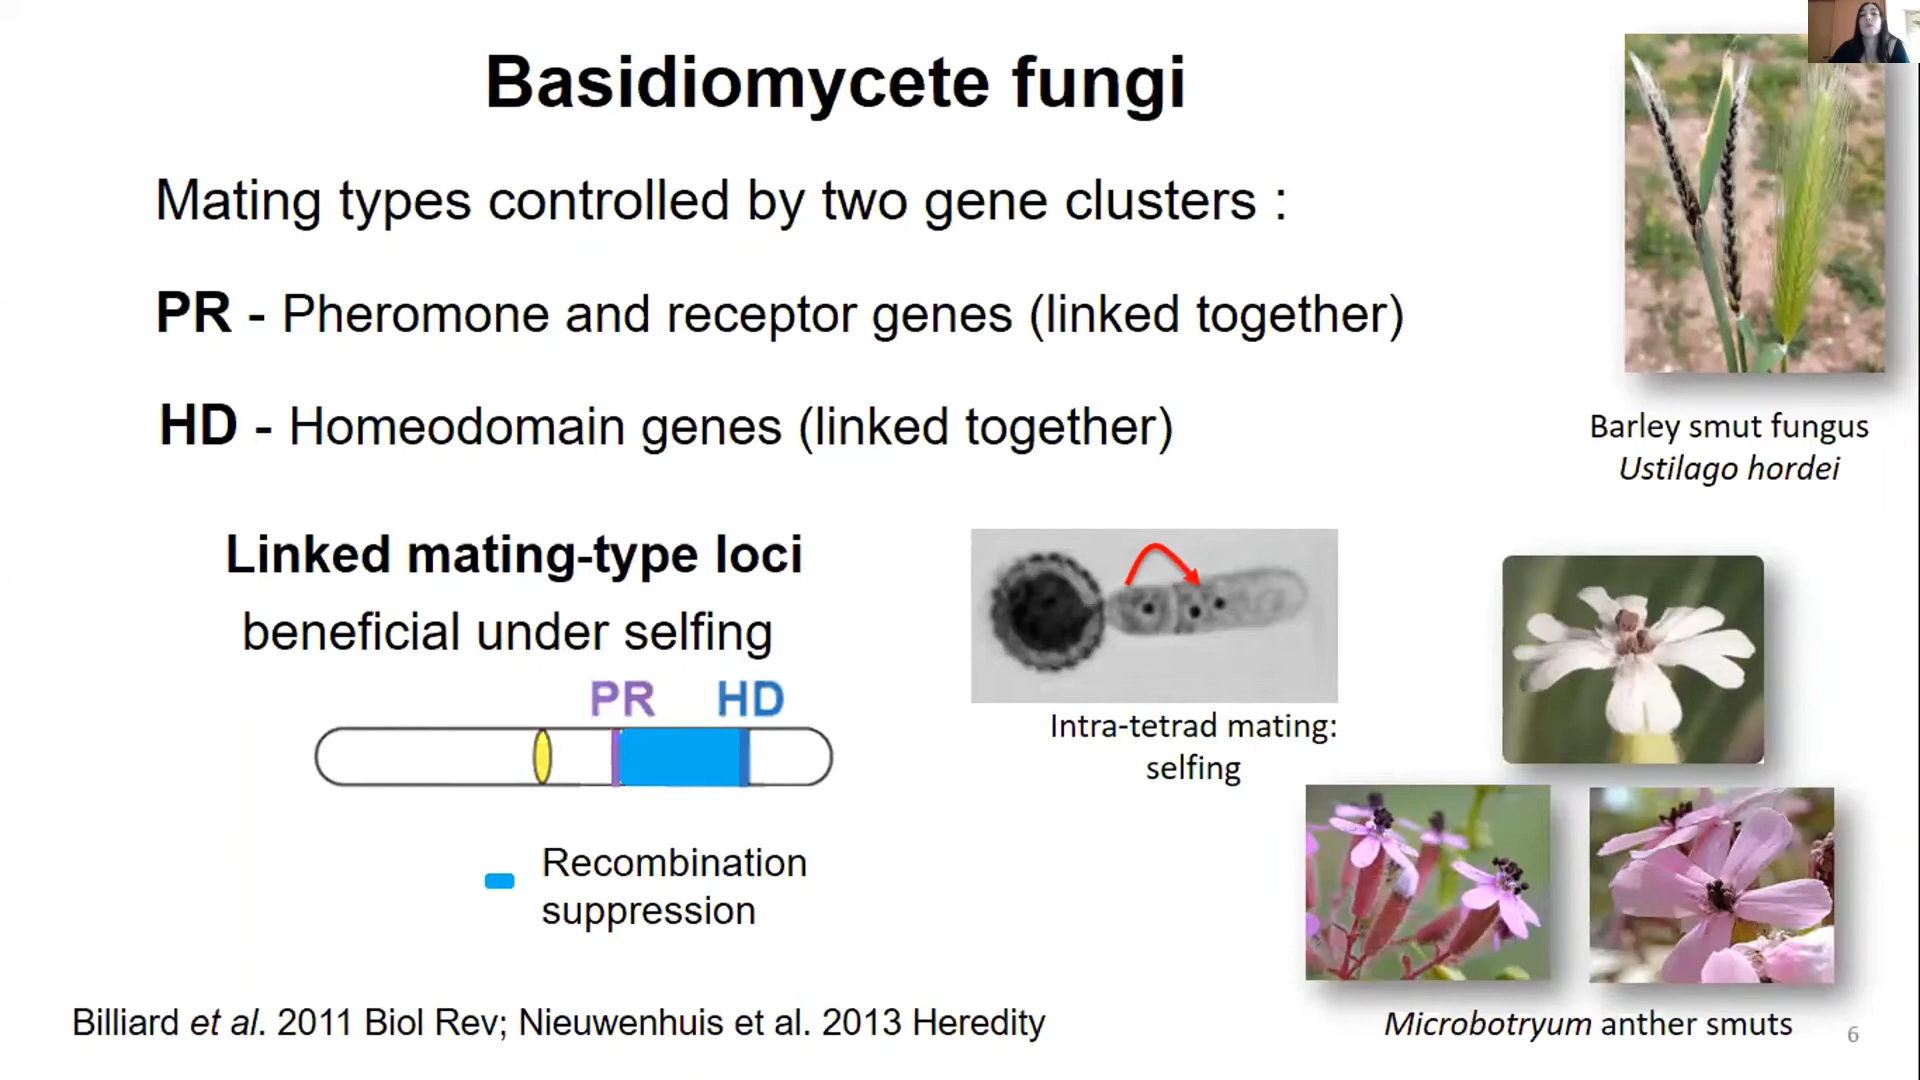 Basidiomycete fungi
Mating types controlled by two gene clusters :
PR - Pheromone and receptor genes (linked together)
HD - Homeodomain genes (linked together)
Barley smut fungus
Ustilago hordei
Linked mating-type loci
beneficial under selfing
PR HD
Recombination
suppression
Intra-tetrad mating:
selfing
Billiard et al. 2011 Biol Rev; Nieuwenhuis et al. 2013 Heredity
Microbotryum anther smuts
6